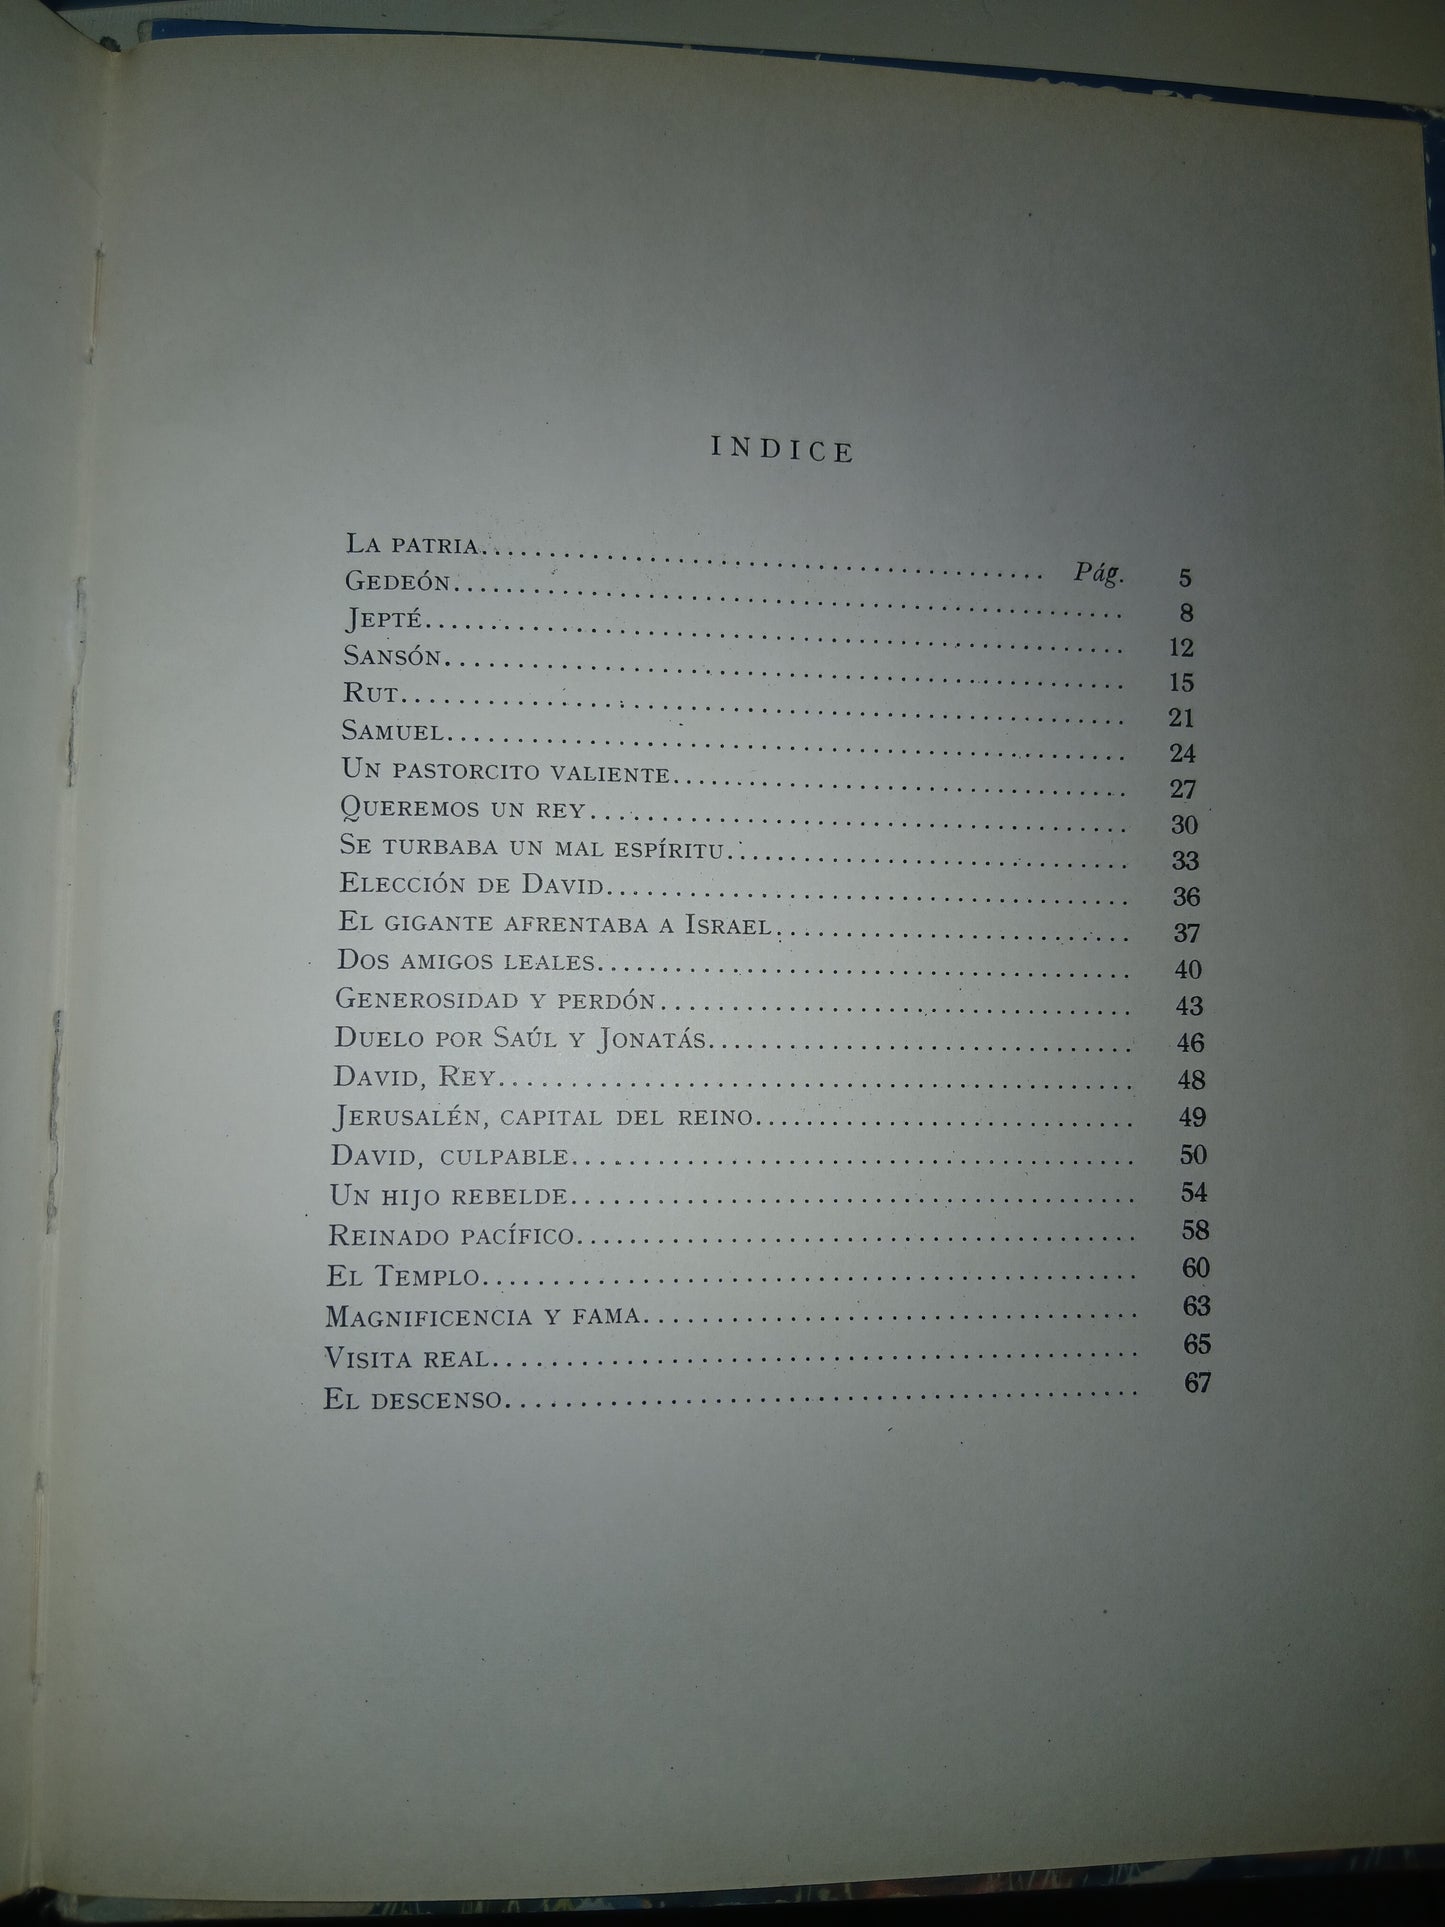 INDICE
La patria........................................ Pág. 5
Gedeón........................................ 8
Jepté........................................ 12
Sansón........................................ 15
Rut........................................ 21
Samuel........................................ 24
Un pastorcito valiente........................................ 27
Queremos un rey........................................ 30
Se turbaba un mal espíritu........................................ 33
Elección de David........................................ 36
El gigante afrentaba a Israel........................................ 37
Dos amigos leales........................................ 40
Generosidad y perdón........................................ 43
Duelo por Saúl y Jonatás........................................ 46
David, Rey........................................ 48
Jerusalén, capital del reino........................................ 49
David, culpable........................................ 50
Un hijo rebelde........................................ 54
Reinado pacífico........................................ 58
El Templo........................................ 60
Magnificencia y fama........................................ 63
Visita real........................................ 65
El descenso........................................ 67